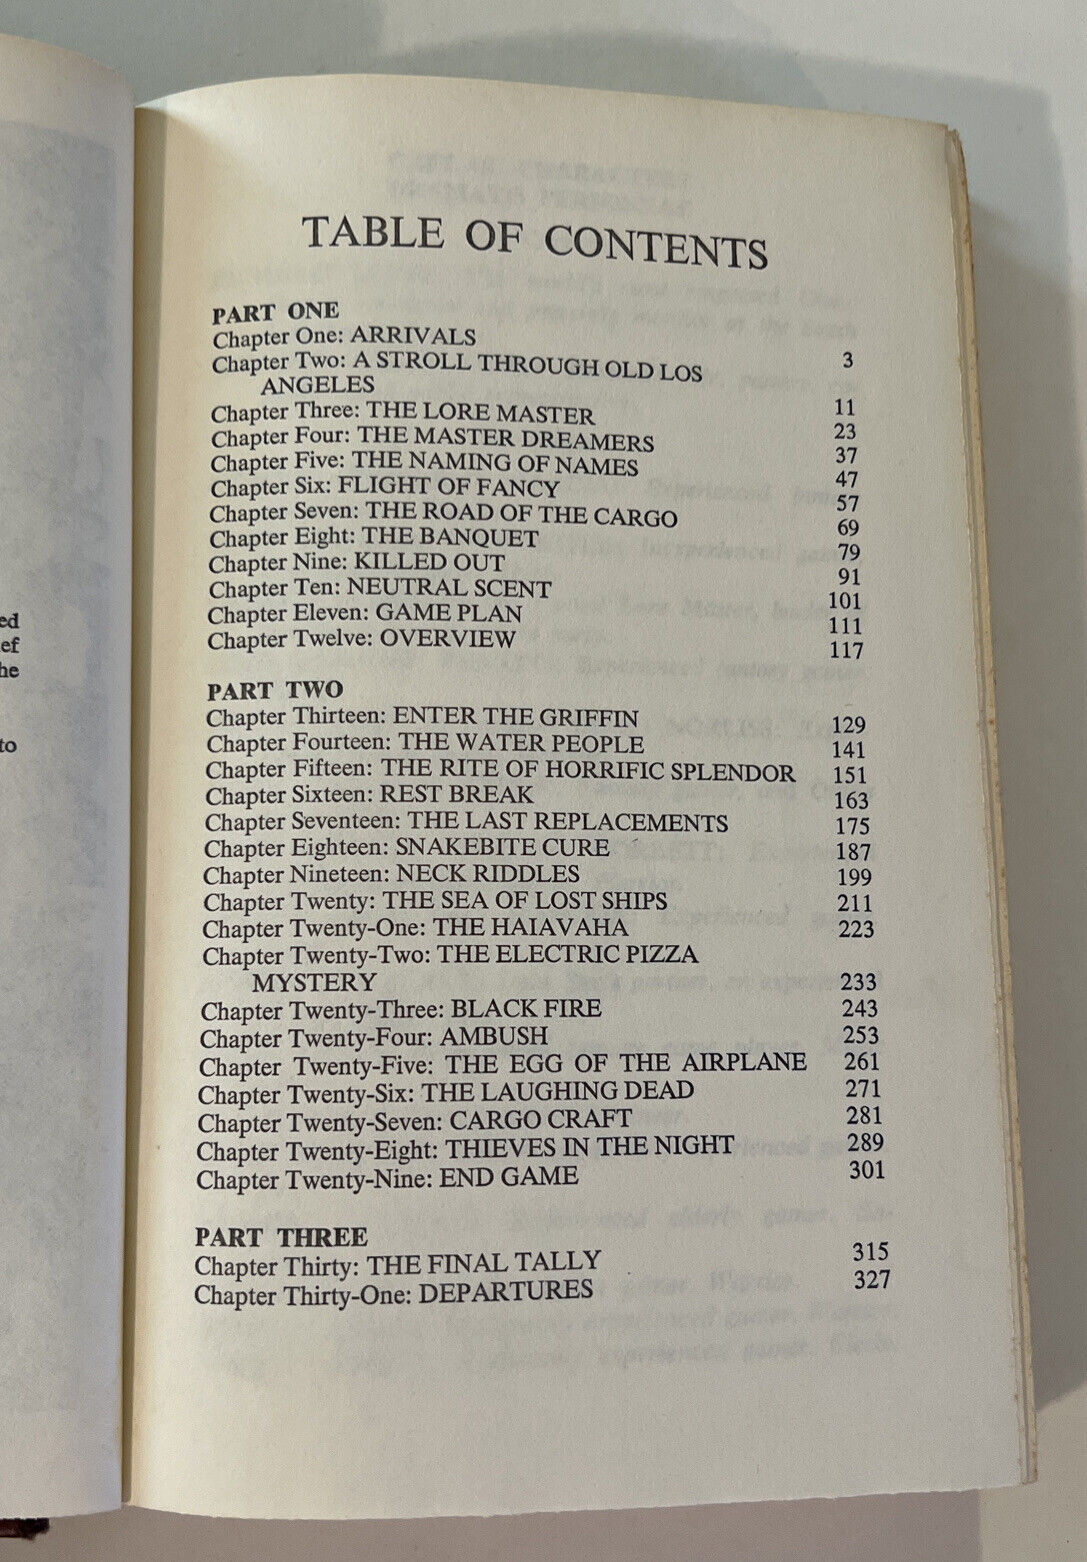 ed
ef
he
to
TABLE OF CONTENTS
PART ONE
Chapter One: ARRIVALS 3
Chapter Two: A STROLL THROUGH OLD LOS
ANGELES 11
Chapter Three: THE LORE MASTER 23
Chapter Four: THE MASTER DREAMERS 37
Chapter Five: THE NAMING OF NAMES 47
Chapter Six: FLIGHT OF FANCY 57
Chapter Seven: THE ROAD OF THE CARGO 69
Chapter Eight: THE BANQUET 79
Chapter Nine: KILLED OUT 91
Chapter Ten: NEUTRAL SCENT 101
Chapter Eleven: GAME PLAN 111
Chapter Twelve: OVERVIEW 117
PART TWO
Chapter Thirteen: ENTER THE GRIFFIN 129
Chapter Fourteen: THE WATER PEOPLE 141
Chapter Fifteen: THE RITE OF HORRIFIC SPLENDOR 151
Chapter Sixteen: REST BREAK 163
Chapter Seventeen: THE LAST REPLACEMENTS 175
Chapter Eighteen: SNAKEBITE CURE 187
Chapter Nineteen: NECK RIDDLES 199
Chapter Twenty: THE SEA OF LOST SHIPS 211
Chapter Twenty-One: THE HAIAVAHA 223
Chapter Twenty-Two: THE ELECTRIC PIZZA
MYSTERY 233
Chapter Twenty-Three: BLACK FIRE 243
Chapter Twenty-Four: AMBUSH 253
Chapter Twenty-Five: THE EGG OF THE AIRPLANE 261
Chapter Twenty-Six: THE LAUGHING DEAD 271
Chapter Twenty-Seven: CARGO CRAFT 281
Chapter Twenty-Eight: THIEVES IN THE NIGHT 289
Chapter Twenty-Nine: END GAME 301
PART THREE
Chapter Thirty: THE FINAL TALLY 315
Chapter Thirty-One: DEPARTURES 327